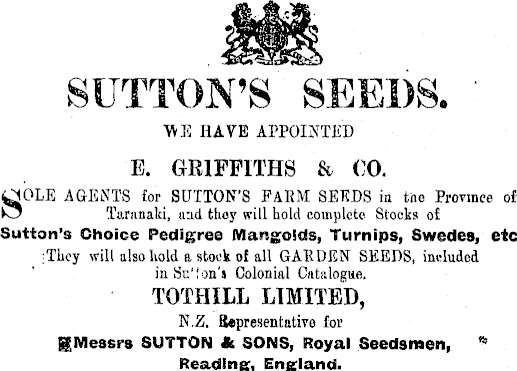 SUTTON'S SEEDS.
WE HAVE APPOINTED
E. GRIFFITHS & CO.
SOLE AGENTS for SUTTON'S FARM SEEDS in the Province of
Taranaki, and they will hold complete Stocks of
Sutton's Choice Pedigree Mangolds, Turnips, Swedes, etc
They will also hold a stock of all GARDEN SEEDS, included
in Sutton's Colonial Catalogue.
TOTHILL LIMITED,
N.Z. Representative for
Messrs SUTTON & SONS, Royal Seedsmen,
Reading, England.